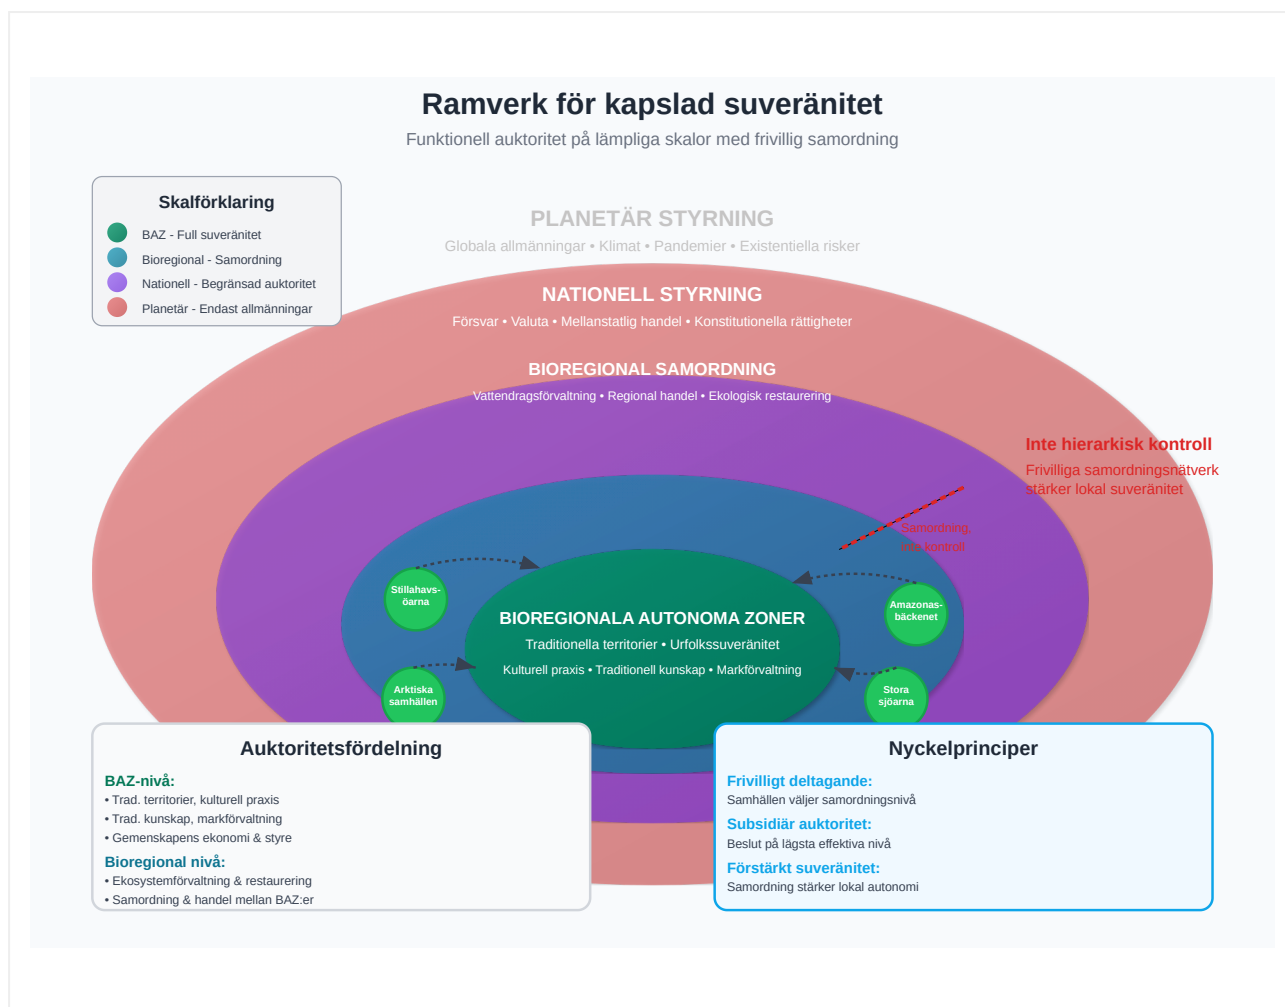 Ramverk för kapslad suveränitet
Funktionell auktoritet på lämpliga skalor med frivillig samordning
Skalförklaring
BAZ - Full suveränitet
Bioregional - Samordning
Nationell - Begränsad auktoritet
Planetär - Endast allmänningar
PLANETÄR STYRNING
Globala allmänningar • Klimat • Pandemier • Existentiella risker
NATIONELL STYRNING
Försvar • Valuta • Mellanstatlig handel • Konstitutionella rättigheter
BIOREGIONAL SAMORDNING
Vattendragsförvaltning • Regional handel • Ekologisk restaurering
Inte hierarkisk kontroll
Frivilliga samordningsnätverk
stärker lokal suveränitet
Samordning,
inte kontroll
Stillahavs-
öarna
Amazonas-
bäckenet
BIOREGIONALA AUTONOMA ZONER
Traditionella territorier • Urfolkssuveränitet
Kulturell praxis • Traditionell kunskap • Markförvaltning
Arktiska
samhällen
Stora
sjöarna
Auktoritetsfördelning
BAZ-nivå:
• Trad. territorier, kulturell praxis
• Trad. kunskap, markförvaltning
• Gemenskapens ekonomi & styre
Bioregional nivå:
• Ekosystemförvaltning & restaurering
• Samordning & handel mellan BAZ:er
Nyckelprinciper
Frivilligt deltagande:
Samhällen väljer samordningsnivå
Subsidiär auktoritet:
Beslut på lägsta effektiva nivå
Förstärkt suveränitet:
Samordning stärker lokal autonomi